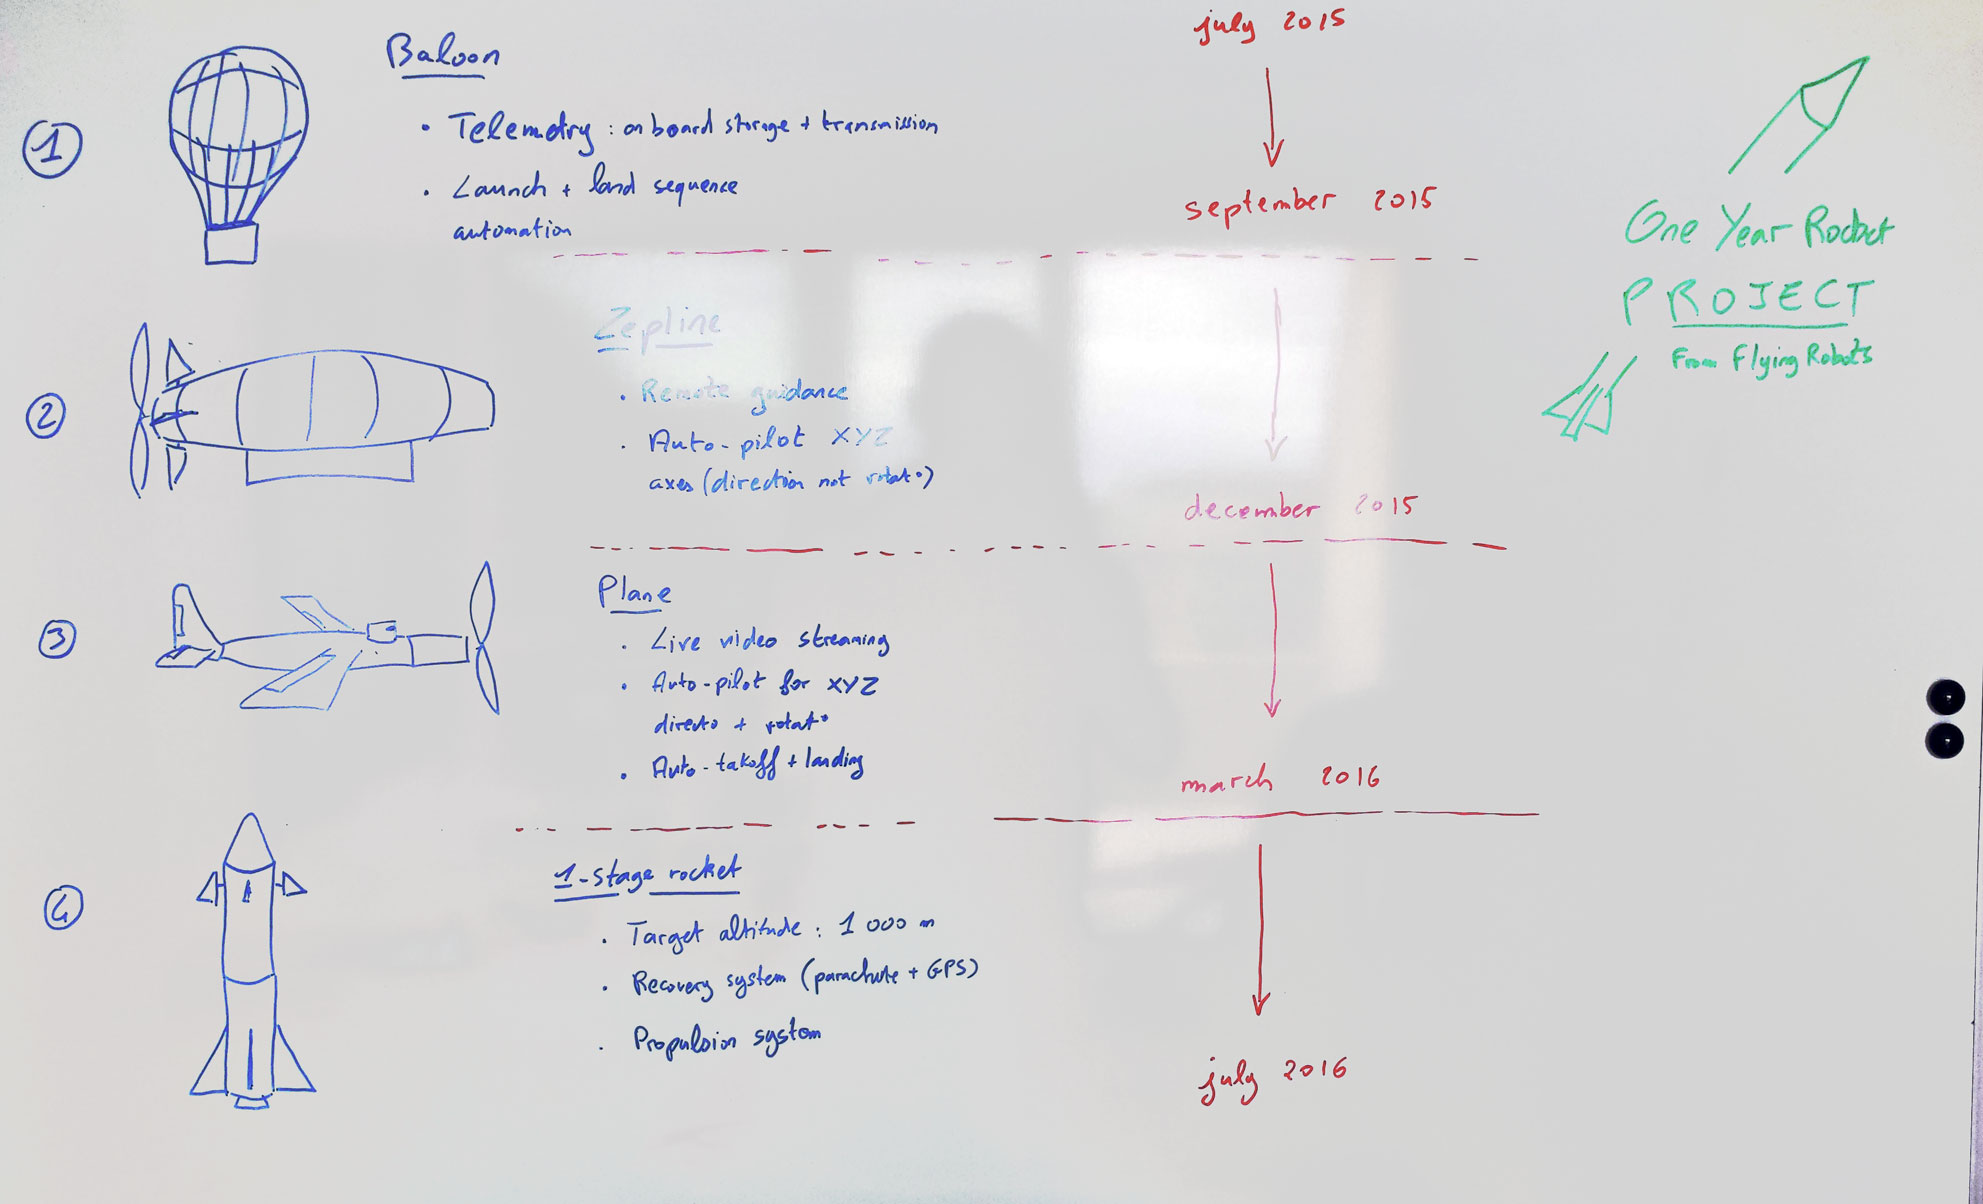 july 2015
Baloon
1
• Telemetry : on board storage + transmission
• Launch + land sequence
automation
september 2015
One Year Rocket
PROJECT
From Flying Robots
Zepline
2
• Remote guidance
• Auto-pilot XYZ
axes (direction not rotat°)
december 2015
Plane
3
• Live video streaming
• Auto-pilot for XYZ
direct° + rotat°
• Auto-takoff + landing
march 2016
1-stage rocket
4
• Target altitude : 1 000 m
• Recovery system (parachute + GPS)
• Propulsion system
july 2016